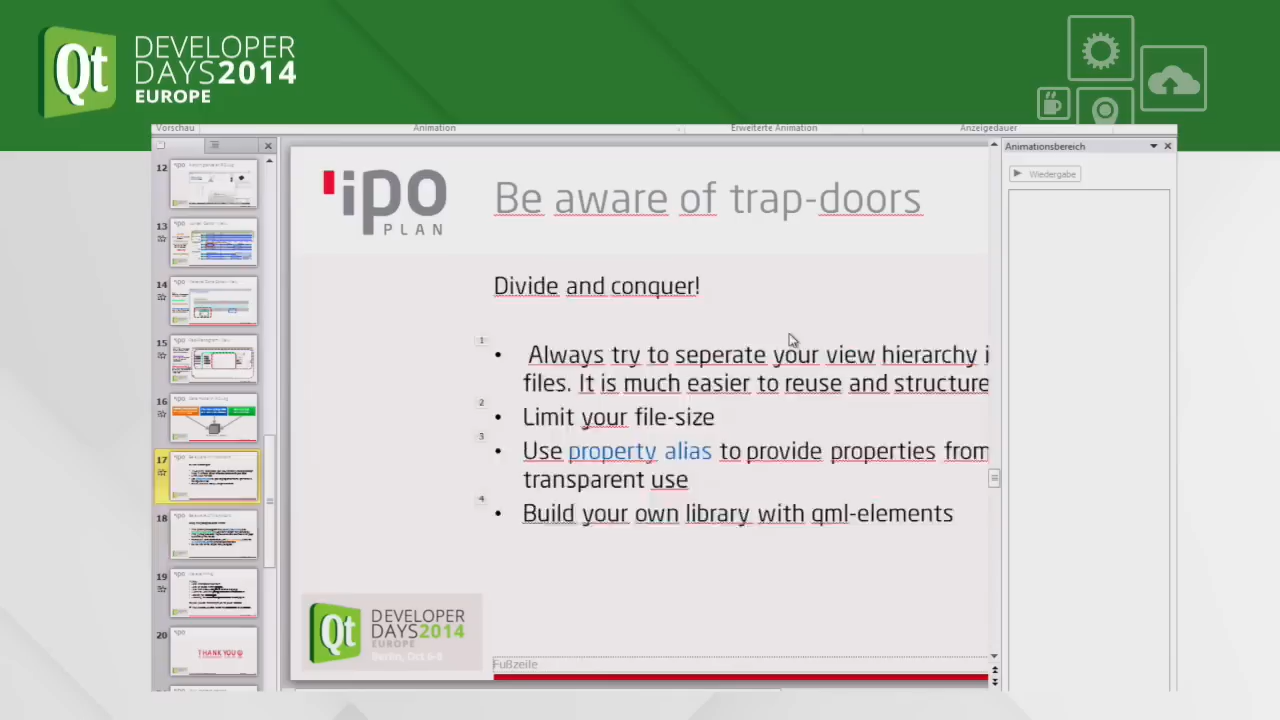 Qt
DEVELOPER
DAYS2014
EUROPE
Vorschau
Animation
Erweiterte Animation
Anzeigedauer
Animationsbereich
Wiedergabe
12
13
14
15
16
17
18
19
20
THANK YOU
ipo
PLAN
Be aware of trap-doors
Divide and conquer!
1
• Always try to seperate your view hierarchy i
files. It is much easier to reuse and structure
2
• Limit your file-size
3
• Use property alias to provide properties from
transparent use
4
• Build your own library with qml-elements
Qt
DEVELOPER
DAYS2014
EUROPE
Berlin, Oct 6-8
Fußzeile